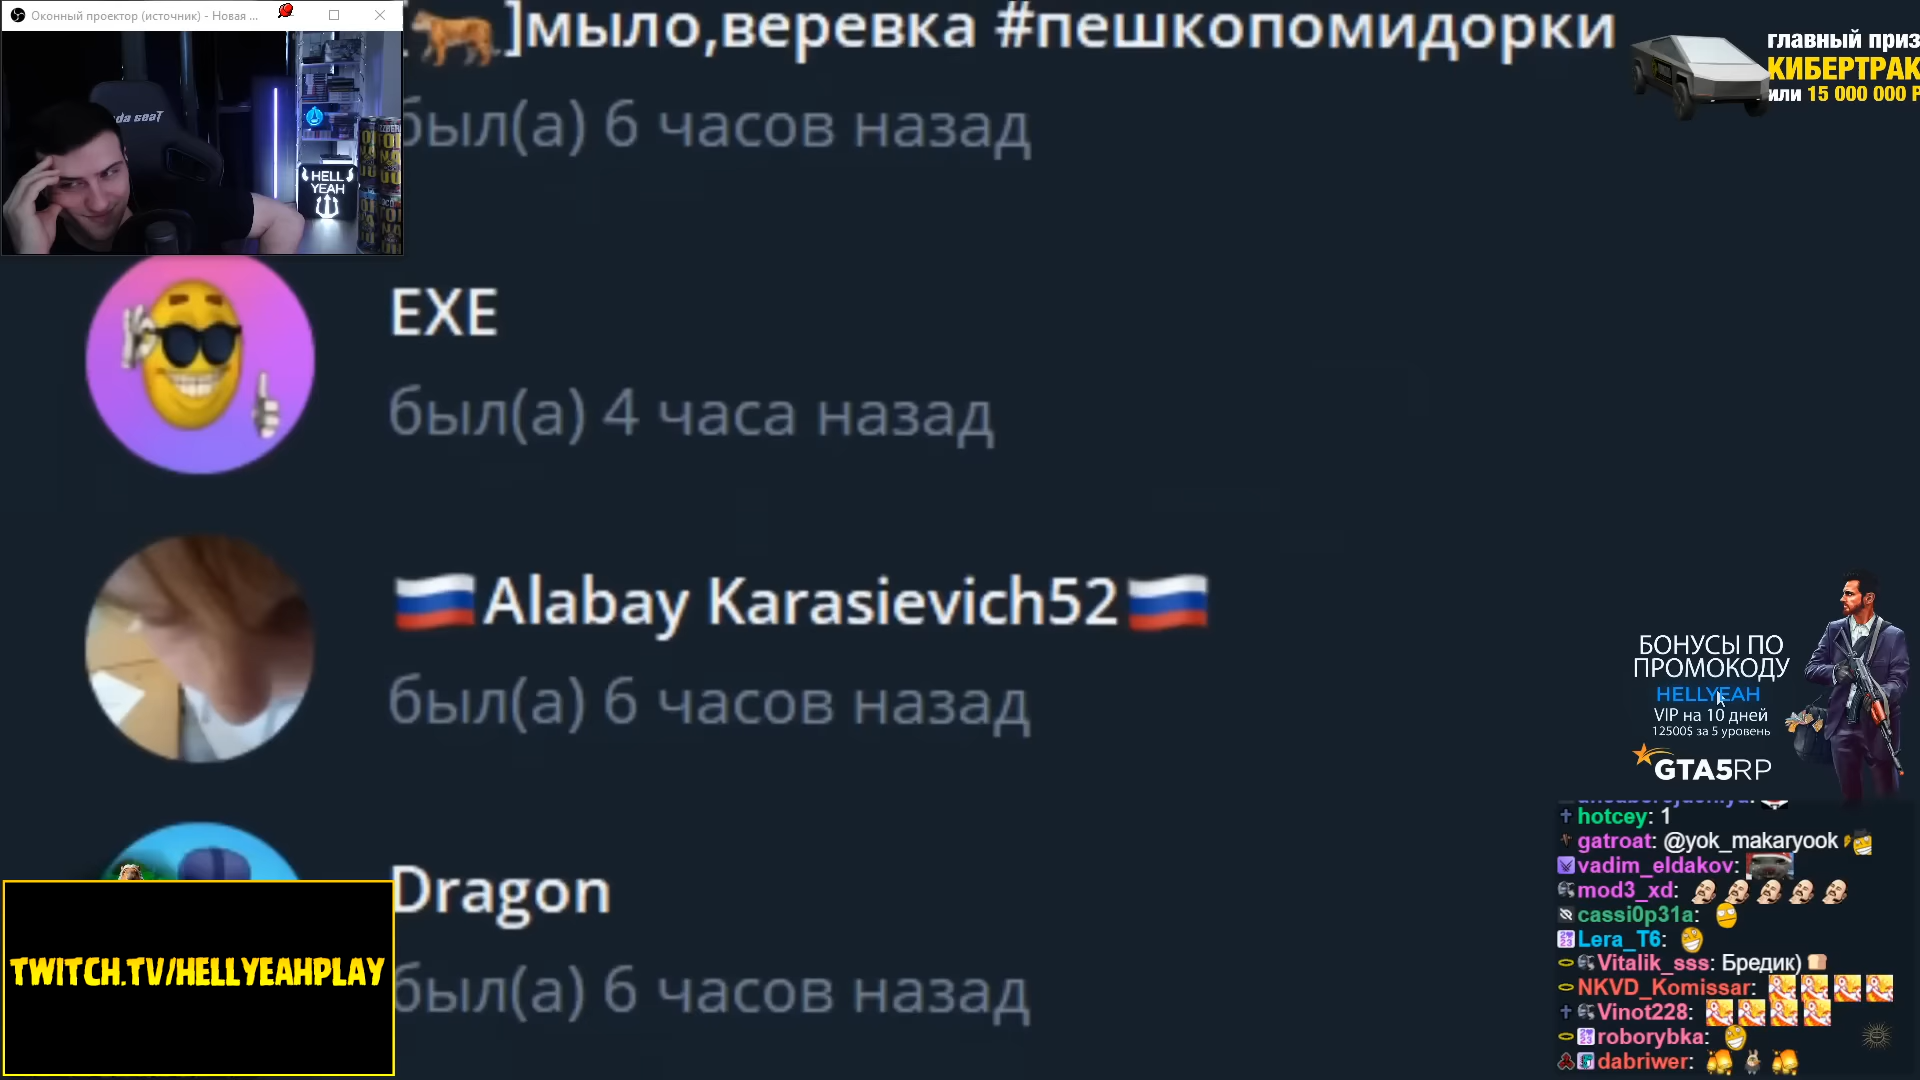 Оконный проектор (источник) - Новая ...
]мыло,веревка #пешкопомидорки
был(а) 6 часов назад
главный приз
КИБЕРТРАК
или 15 000 000 Р
HELL
YEAH
EXE
был(а) 4 часа назад
Alabay Karasievich52
был(а) 6 часов назад
Dragon
был(а) 6 часов назад
TWITCH.TV/HELLYEAHPLAY
БОНУСЫ ПО
ПРОМОКОДУ
HELLYEAH
VIP на 10 дней
12500$ за 5 уровень
GTA5RP
hotcey: 1
gatroat: @yok_makaryook
vadim_eldakov:
mod3_xd:
cassi0p31a:
Lera_T6:
Vitalik_sss: Бредик)
NKVD_Komissar:
Vinot228:
roborybka:
dabriwer: